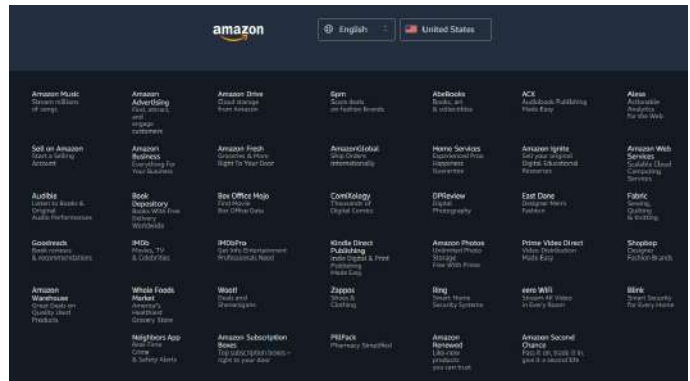 amazon
English
United States
Amazon Music
Stream millions
of songs
Amazon
Advertising
Find, attract,
and
engage
customers
Amazon Drive
Cloud storage
from Amazon
6pm
Score deals
on fashion brands
AbeBooks
Books, art
& collectibles
ACX
Audiobook Publishing
Made Easy
Alexa
Actionable
Analytics
for the Web
Sell on Amazon
Start a Selling
Account
Amazon
Business
Everything For
Your Business
Amazon Fresh
Groceries & More
Right To Your Door
AmazonGlobal
Ship Orders
Internationally
Home Services
Experienced Pros
Happiness
Guarantee
Amazon Ignite
Sell your original
Digital Educational
Resources
Amazon Web
Services
Scalable Cloud
Computing
Services
Audible
Listen to Books &
Original
Audio Performances
Book
Depository
Books With Free
Delivery
Worldwide
Box Office Mojo
Find Movie
Box Office Data
ComiXology
Thousands of
Digital Comics
DPReview
Digital
Photography
East Dane
Designer Men's
Fashion
Fabric
Sewing,
Quilting
& Knitting
Goodreads
Book reviews
& recommendations
IMDb
Movies, TV
& Celebrities
IMDbPro
Get Info Entertainment
Professionals Need
Kindle Direct
Publishing
Indie Digital & Print
Publishing
Made Easy
Amazon Photos
Unlimited Photo
Storage
Free With Prime
Prime Video Direct
Video Distribution
Made Easy
Shopbop
Designer
Fashion Brands
Amazon
Warehouse
Great Deals on
Quality Used
Products
Whole Foods
Market
America's
Healthiest
Grocery Store
Woot!
Deals and
Shenanigans
Zappos
Shoes &
Clothing
Ring
Smart Home
Security Systems
eero WiFi
Stream 4K Video
in Every Room
Blink
Smart Security
for Every Home
Neighbors App
Real-Time
Crime
& Safety Alerts
Amazon Subscription
Boxes
Top subscription boxes –
right to your door
PillPack
Pharmacy Simplified
Amazon
Renewed
Like-new
products
you can trust
Amazon Second
Chance
Pass it on, trade it in,
give it a second life